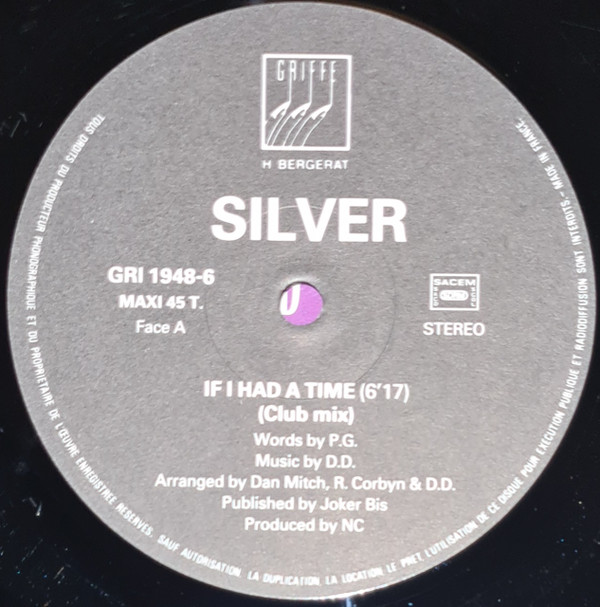 GRIFFE
H BERGERAT
SILVER
GRI 1948-6
MAXI 45 T.
Face A
SACEM
STEREO
IF I HAD A TIME (6'17)
(Club mix)
Words by P.G.
Music by D.D.
Arranged by Dan Mitch, R. Corbyn & D.D.
Published by Joker Bis
Produced by NC
TOUS DROITS DU PRODUCTEUR PHONOGRAPHIQUE ET DU PROPRIETAIRE DE L'ŒUVRE ENREGISTREE RESERVES. SAUF AUTORISATION. LA DUPLICATION. LA LOCATION. LE PRET. L'UTILISATION DE CE DISQUE POUR EXECUTION PUBLIQUE ET RADIODIFFUSION SONT INTERDITS. - MADE IN FRANCE.